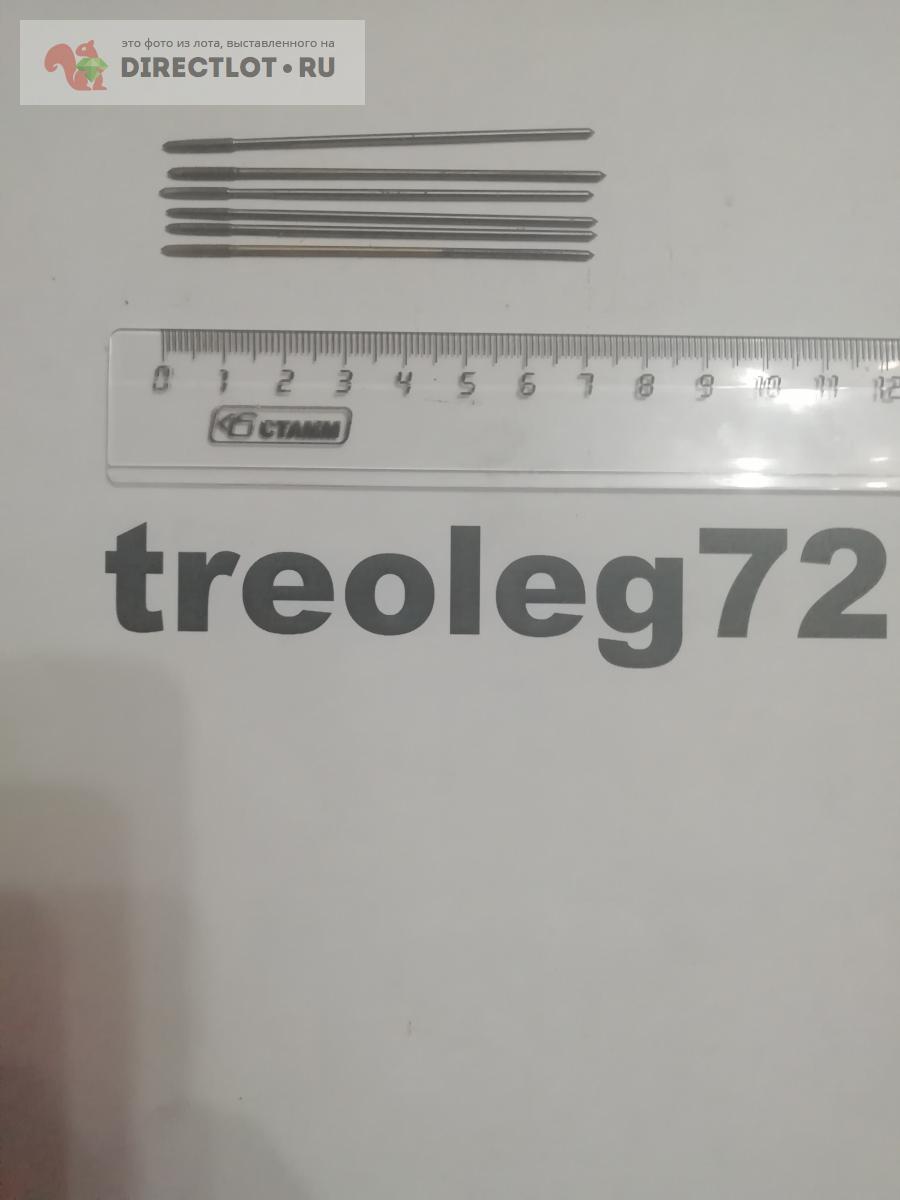 это фото из лота, выставленного на
DIRECTLOT•RU
0 1 2 3 4 5 6 7 8 9 10 11 12
СТАММ
treoleg72